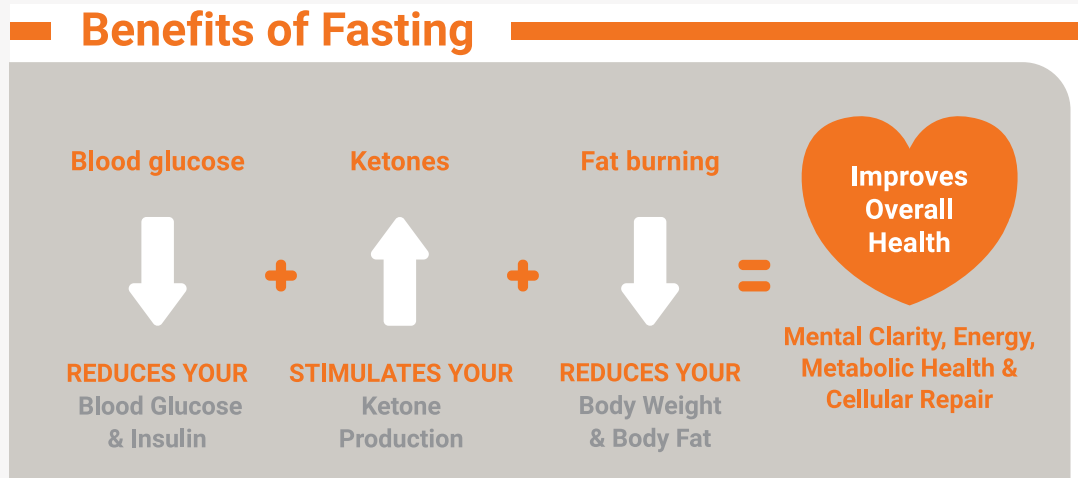 Benefits of Fasting
Blood glucose
REDUCES YOUR
Blood Glucose
& Insulin
+
Ketones
STIMULATES YOUR
Ketone
Production
+
Fat burning
REDUCES YOUR
Body Weight
& Body Fat
=
Improves
Overall
Health
Mental Clarity, Energy,
Metabolic Health &
Cellular Repair